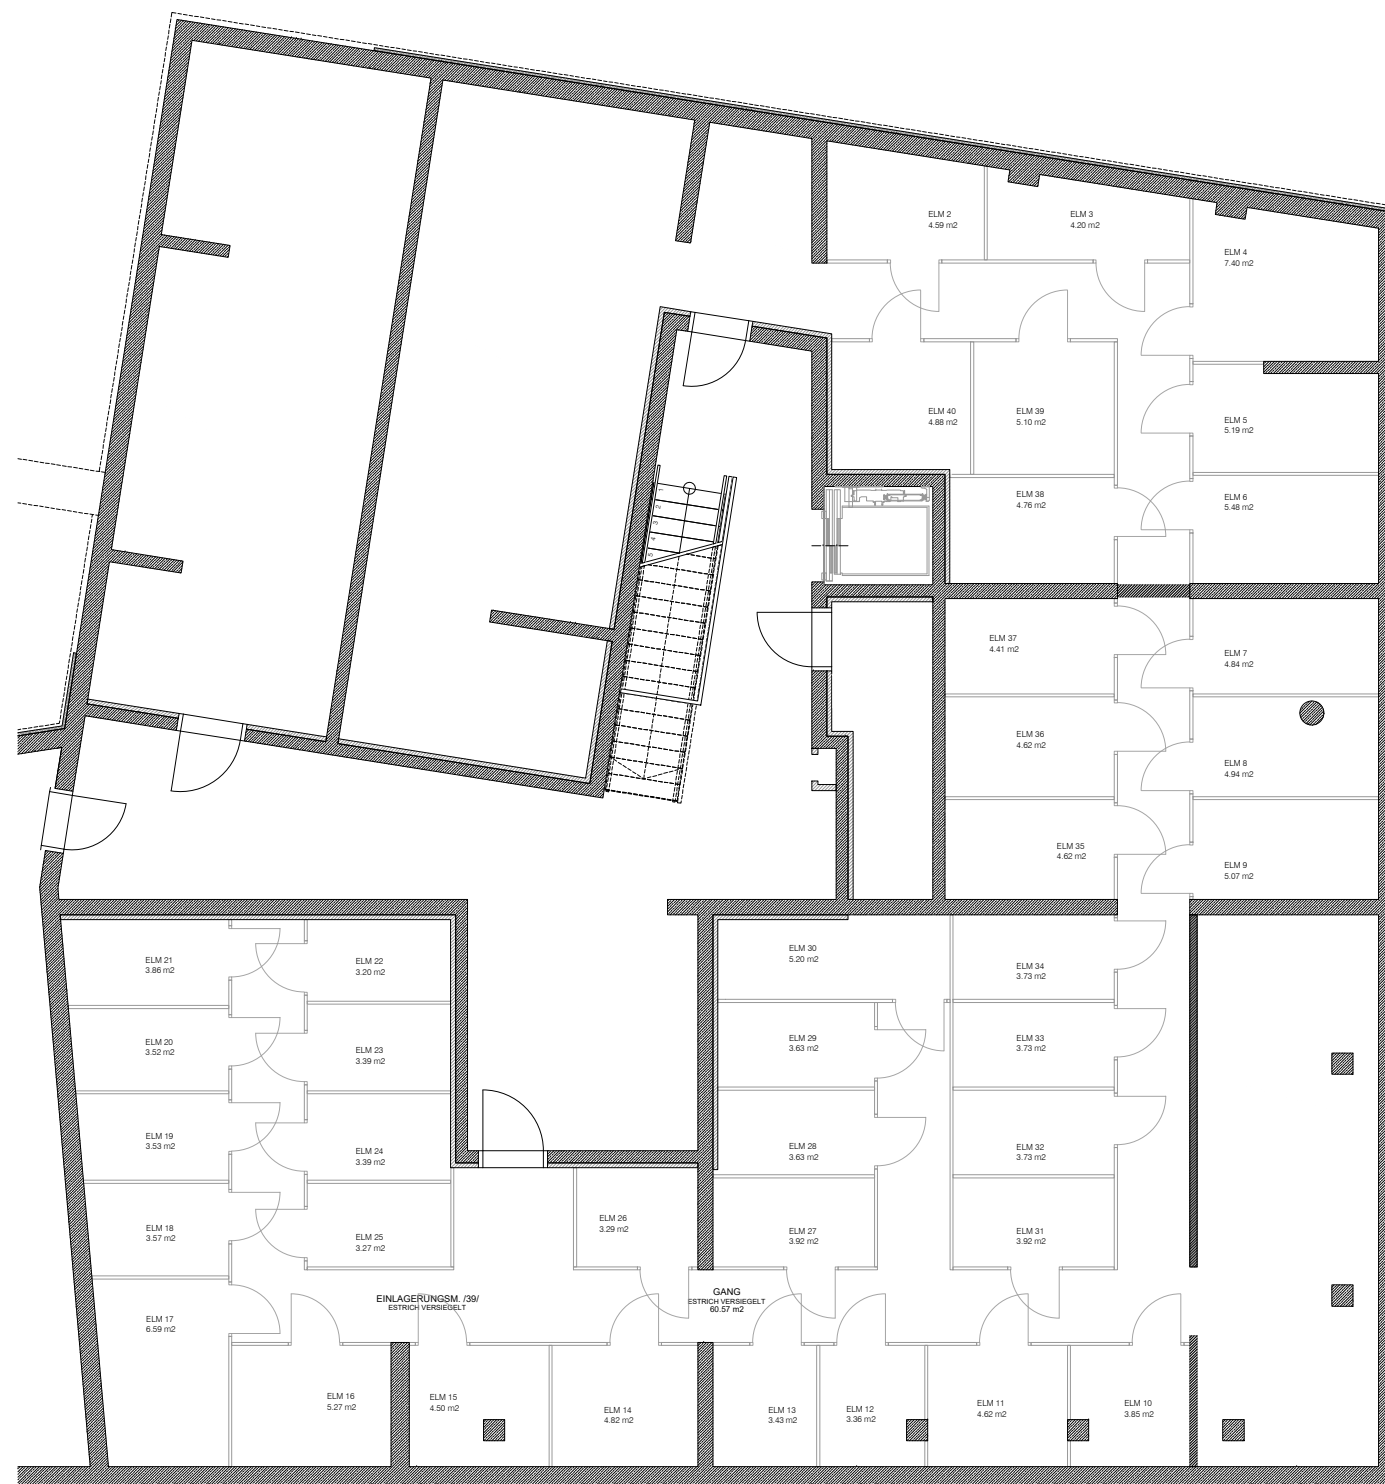 ELM 2
4.59 m2
ELM 3
4.20 m2
ELM 4
7.40 m2
ELM 40
4.88 m2
ELM 39
5.10 m2
ELM 5
5.19 m2
ELM 38
4.76 m2
ELM 6
5.48 m2
1
2
3
4
5
ELM 37
4.41 m2
ELM 7
4.84 m2
ELM 36
4.62 m2
ELM 8
4.94 m2
ELM 35
4.62 m2
ELM 9
5.07 m2
ELM 21
3.86 m2
ELM 22
3.20 m2
ELM 30
5.20 m2
ELM 34
3.73 m2
ELM 20
3.52 m2
ELM 23
3.39 m2
ELM 29
3.63 m2
ELM 33
3.73 m2
ELM 19
3.53 m2
ELM 24
3.39 m2
ELM 28
3.63 m2
ELM 32
3.73 m2
ELM 18
3.57 m2
ELM 25
3.27 m2
ELM 26
3.29 m2
ELM 27
3.92 m2
ELM 31
3.92 m2
EINLAGERUNGSM. /39/
ESTRICH VERSIEGELT
GANG
ESTRICH VERSIEGELT
60.57 m2
ELM 17
6.59 m2
ELM 16
5.27 m2
ELM 15
4.50 m2
ELM 14
4.82 m2
ELM 13
3.43 m2
ELM 12
3.36 m2
ELM 11
4.62 m2
ELM 10
3.85 m2